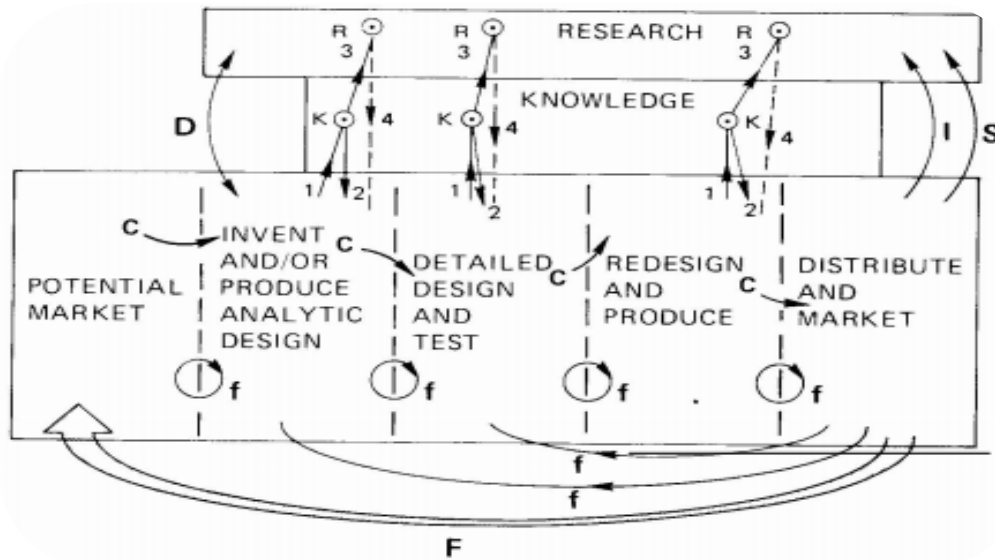 R R RESEARCH R
3 3 3
KNOWLEDGE
D K 4 K 4 K 4 I S
1 2 1 2 1 2
C C C C
INVENT
AND/OR
PRODUCE
ANALYTIC
DESIGN
POTENTIAL
MARKET
DETAILED
DESIGN
AND
TEST
REDESIGN
AND
PRODUCE
DISTRIBUTE
AND
MARKET
f f f f
f
f
F